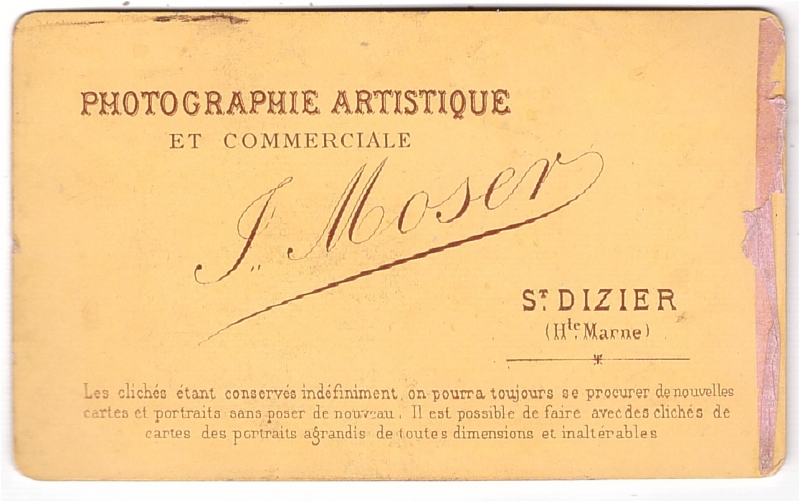 PHOTOGRAPHIE ARTISTIQUE
ET COMMERCIALE
J. Moser
ST. DIZIER
(Hte. Marne)
Les clichés étant conservés indéfiniment, on pourra toujours se procurer de nouvelles
cartes et portraits sans poser de nouveau. Il est possible de faire avec des clichés de
cartes des portraits agrandis de toutes dimensions et inaltérables